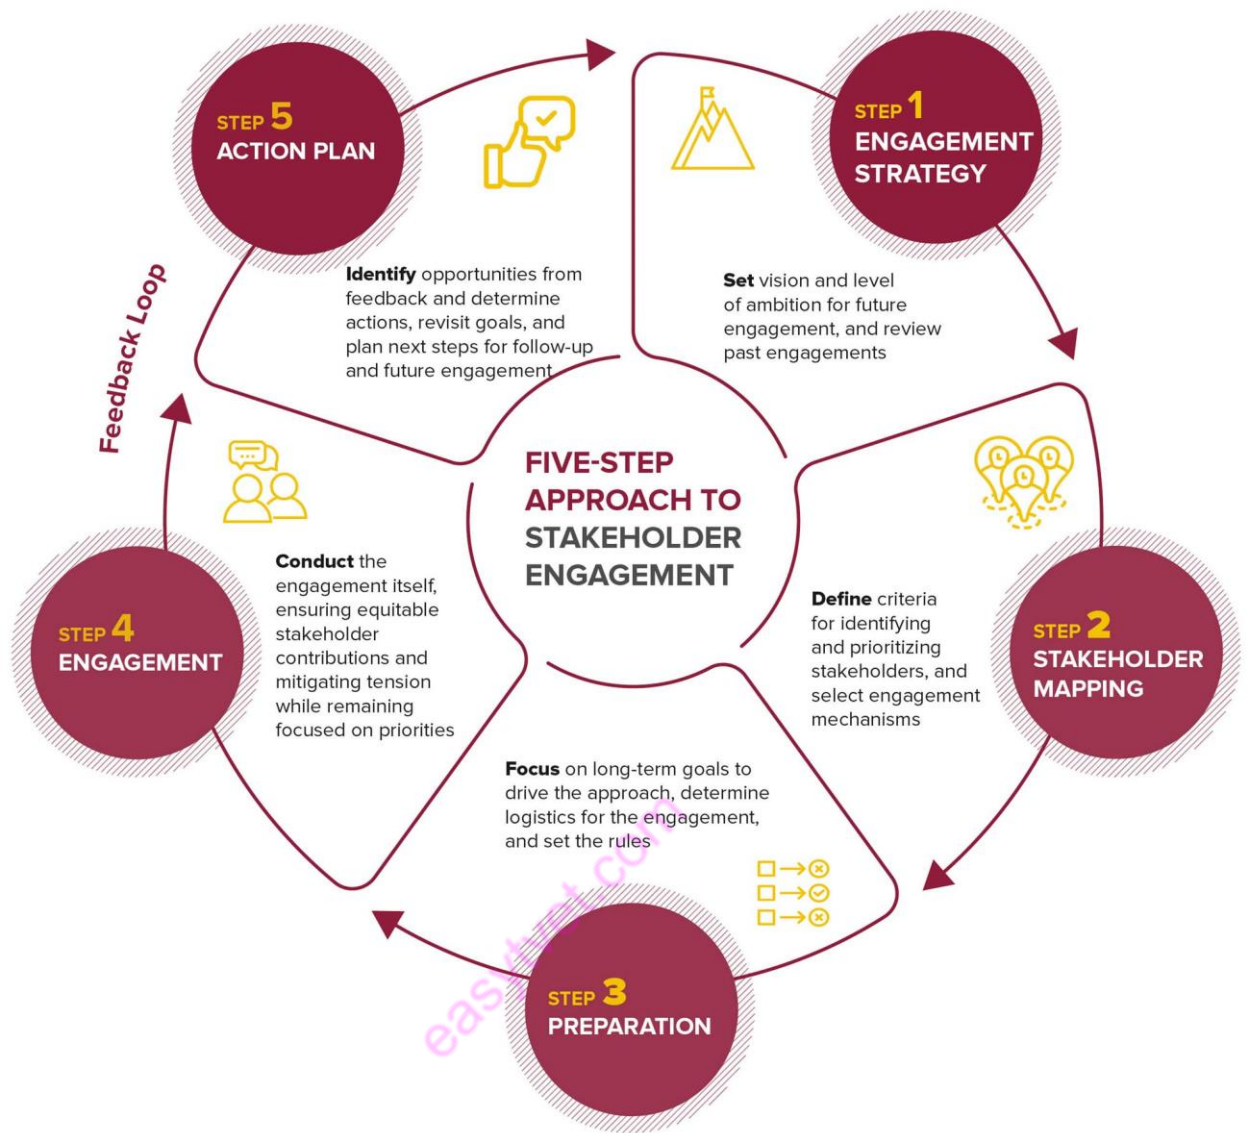 STEP 1
ENGAGEMENT
STRATEGY
Set vision and level
of ambition for future
engagement, and review
past engagements
STEP 2
STAKEHOLDER
MAPPING
Define criteria
for identifying
and prioritizing
stakeholders, and
select engagement
mechanisms
STEP 3
PREPARATION
Focus on long-term goals to
drive the approach, determine
logistics for the engagement,
and set the rules
STEP 4
ENGAGEMENT
Conduct the
engagement itself,
ensuring equitable
stakeholder
contributions and
mitigating tension
while remaining
focused on priorities
Feedback Loop
STEP 5
ACTION PLAN
Identify opportunities from
feedback and determine
actions, revisit goals, and
plan next steps for follow-up
and future engagement
FIVE-STEP
APPROACH TO
STAKEHOLDER
ENGAGEMENT
easytvet.com